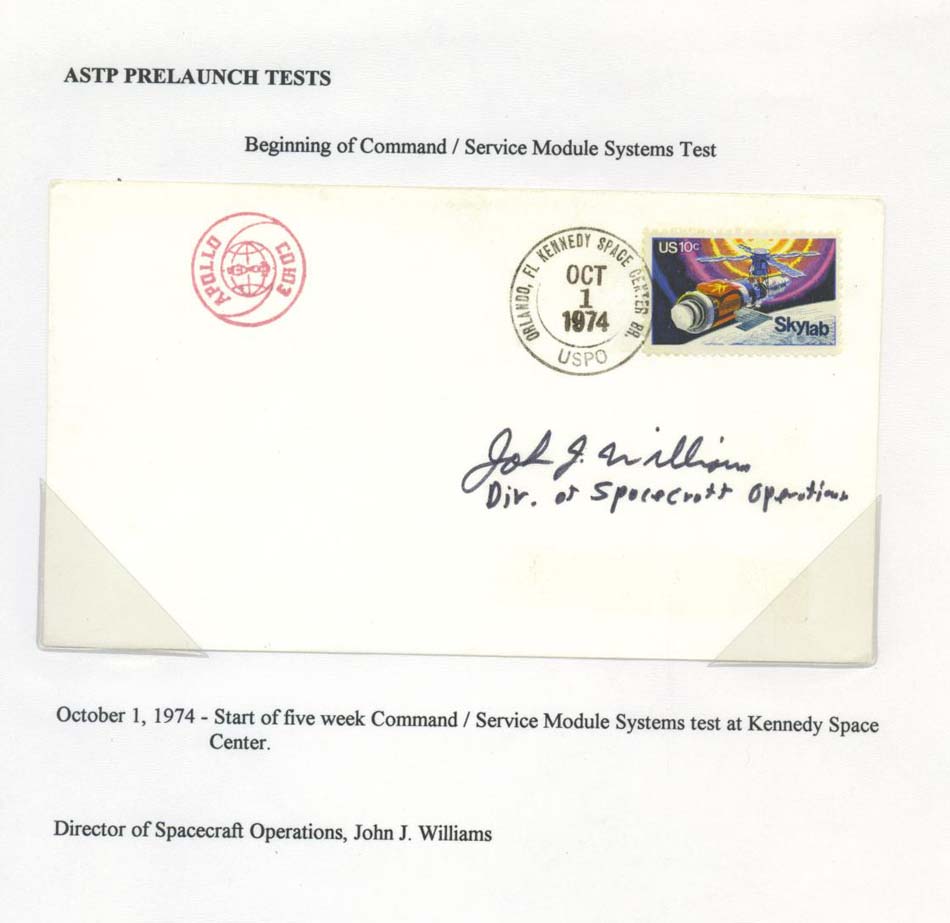 ASTP PRELAUNCH TESTS
Beginning of Command / Service Module Systems Test
APOLLO
СОЮЗ
ORLANDO, FL KENNEDY SPACE CENTER BR.
OCT
1
1974
USPO
US10c
Skylab
John J. Williams
Dir. of Spacecraft Operations
October 1, 1974 - Start of five week Command / Service Module Systems test at Kennedy Space
Center.
Director of Spacecraft Operations, John J. Williams